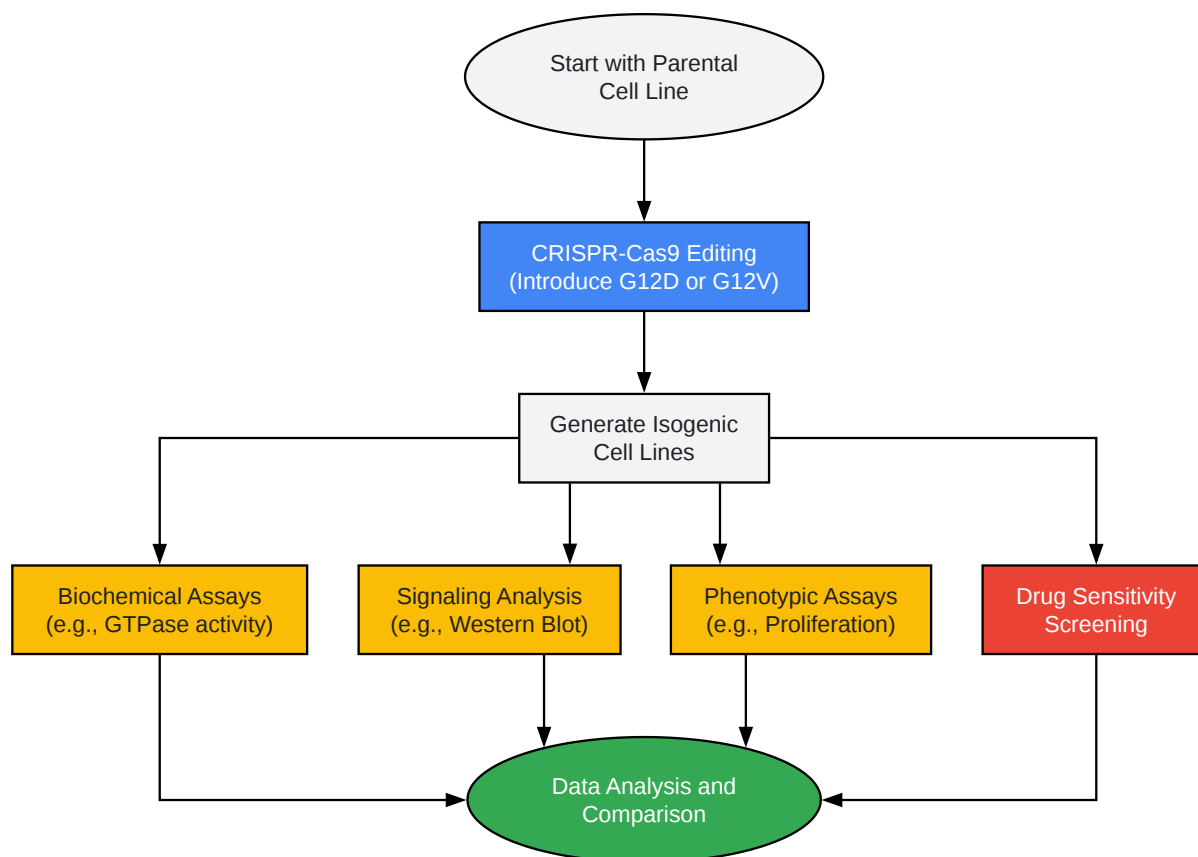 Start with Parental
Cell Line
CRISPR-Cas9 Editing
(Introduce G12D or G12V)
Generate Isogenic
Cell Lines
Biochemical Assays
(e.g., GTPase activity)
Signaling Analysis
(e.g., Western Blot)
Phenotypic Assays
(e.g., Proliferation)
Drug Sensitivity
Screening
Data Analysis and
Comparison